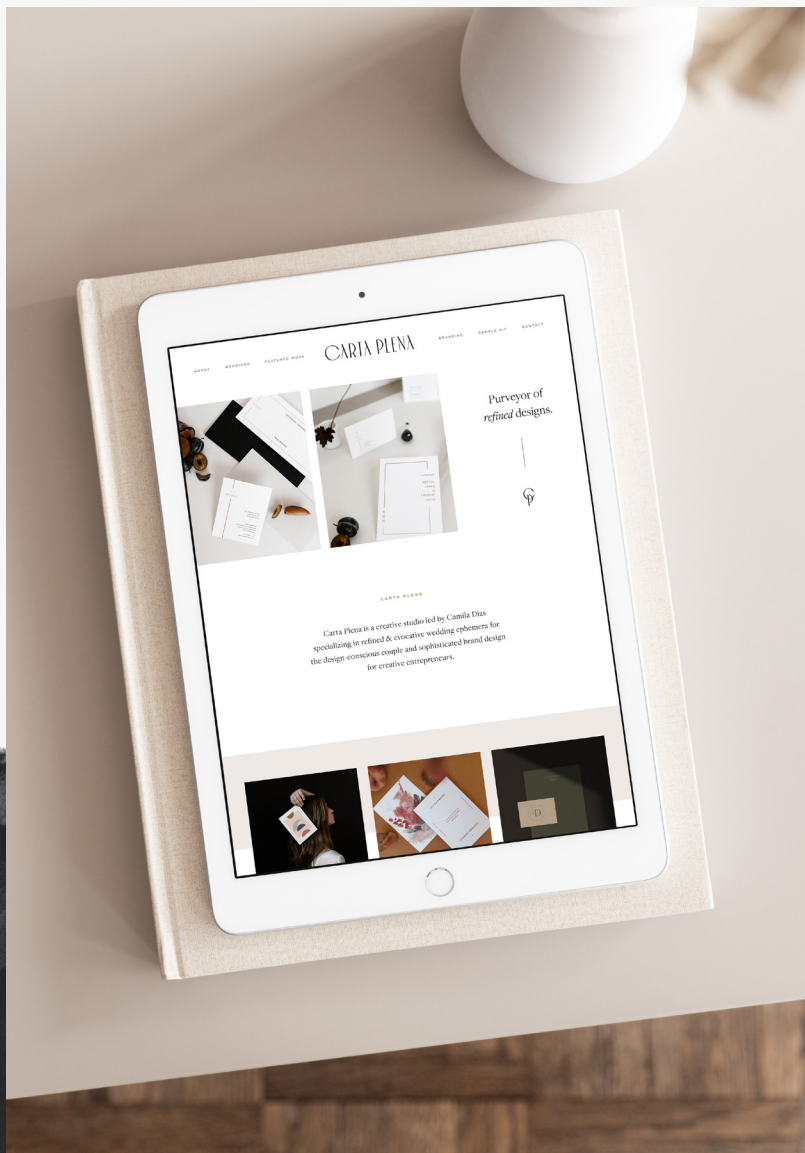 ABOUT
WEDDINGS
FEATURED WORK
CARTA PLENA
BRANDING
SAMPLE KIT
CONTACT
Purveyor of
refined designs.
CP
CARTA PLENA
Carta Plena is a creative studio led by Camila Dias
specializing in refined & evocative wedding ephemera for
the design-conscious couple and sophisticated brand design
for creative entrepreneurs.
D